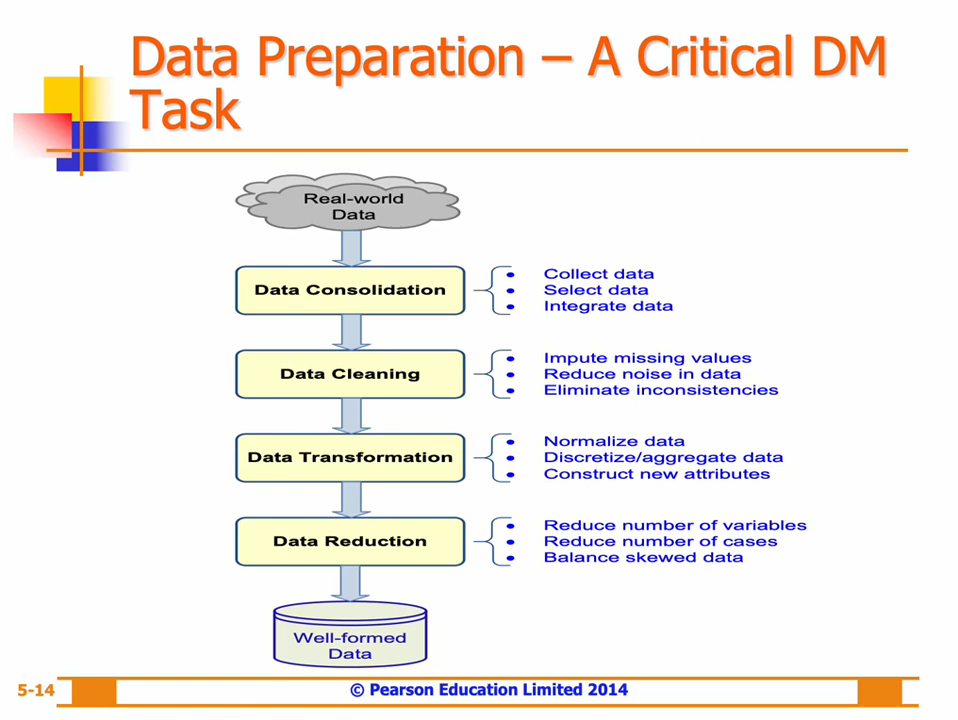 Data Preparation – A Critical DM
Task
Real-world
Data
Data Consolidation
• Collect data
• Select data
• Integrate data
Data Cleaning
• Impute missing values
• Reduce noise in data
• Eliminate inconsistencies
Data Transformation
• Normalize data
• Discretize/aggregate data
• Construct new attributes
Data Reduction
• Reduce number of variables
• Reduce number of cases
• Balance skewed data
Well-formed
Data
5-14
© Pearson Education Limited 2014